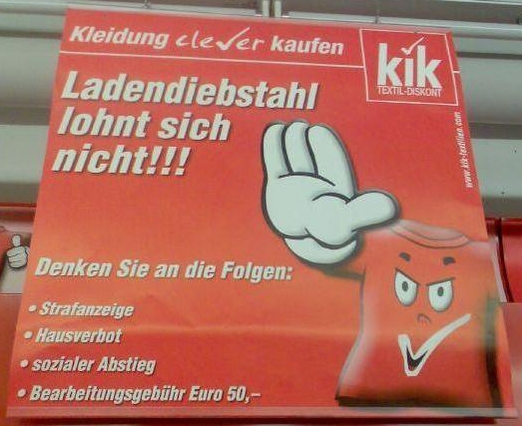 Kleidung clever kaufen
kik
TEXTIL-DISKONT
Ladendiebstahl
lohnt sich
nicht!!!
www.kik-textilien.com
Denken Sie an die Folgen:
• Strafanzeige
• Hausverbot
• sozialer Abstieg
• Bearbeitungsgebühr Euro 50,–